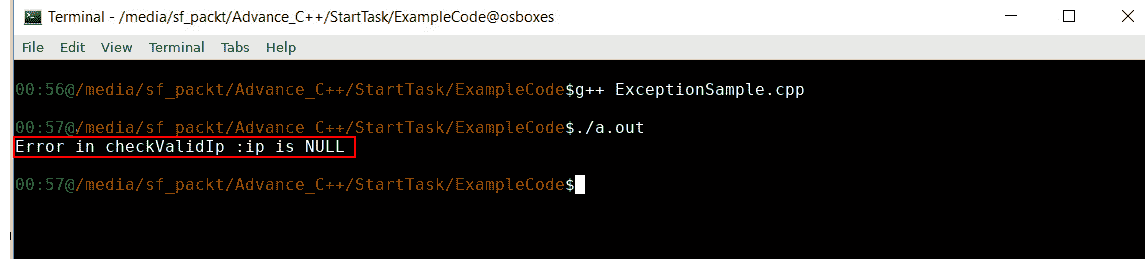 Terminal - /media/sf_packt/Advance_C++/StartTask/ExampleCode@osboxes
File Edit View Terminal Tabs Help
00:56@/media/sf_packt/Advance_C++/StartTask/ExampleCode$g++ ExceptionSample.cpp
00:57@/media/sf_packt/Advance_C++/StartTask/ExampleCode$./a.out
Error in checkValidIp :ip is NULL
00:57@/media/sf_packt/Advance_C++/StartTask/ExampleCode$